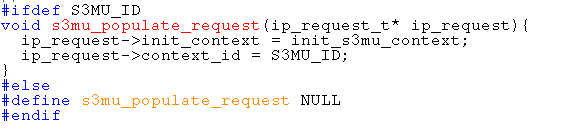 #ifdef S3MU_ID
void s3mu_populate_request(ip_request_t* ip_request){
  ip_request->init_context = init_s3mu_context;
  ip_request->context_id = S3MU_ID;
}
#else
#define s3mu_populate_request NULL
#endif